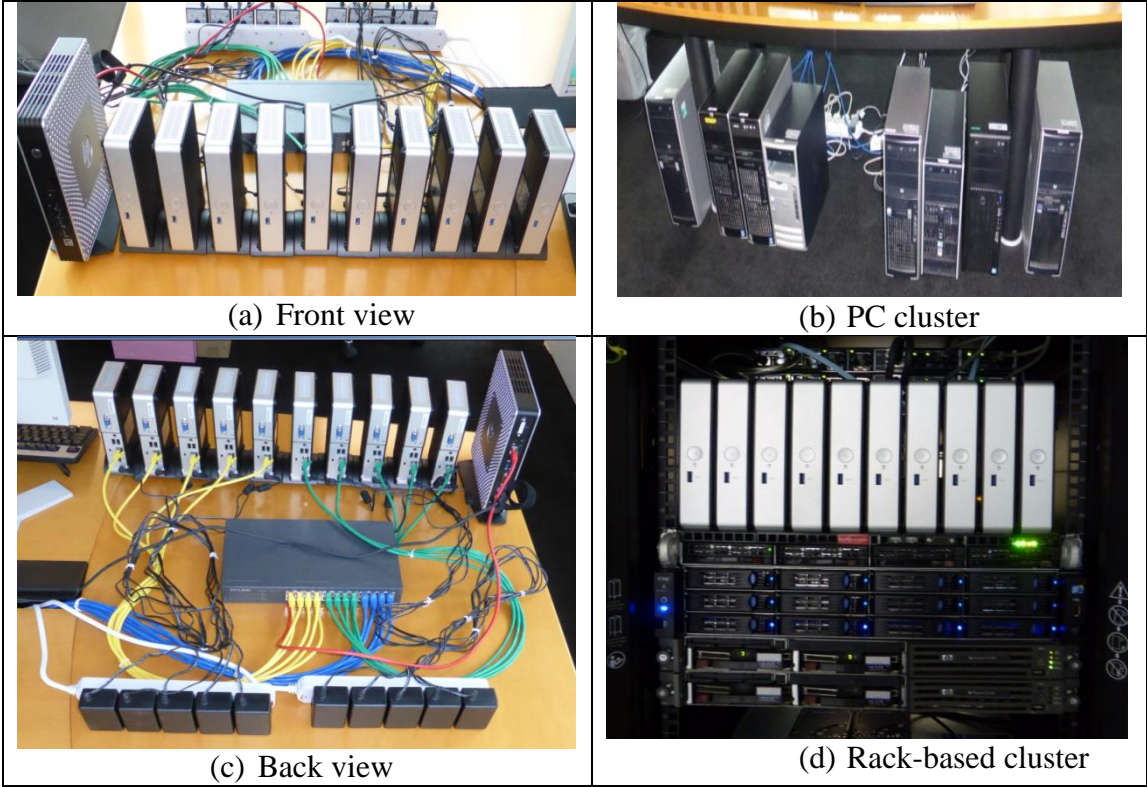 (a) Front view
(b) PC cluster
(c) Back view
(d) Rack-based cluster